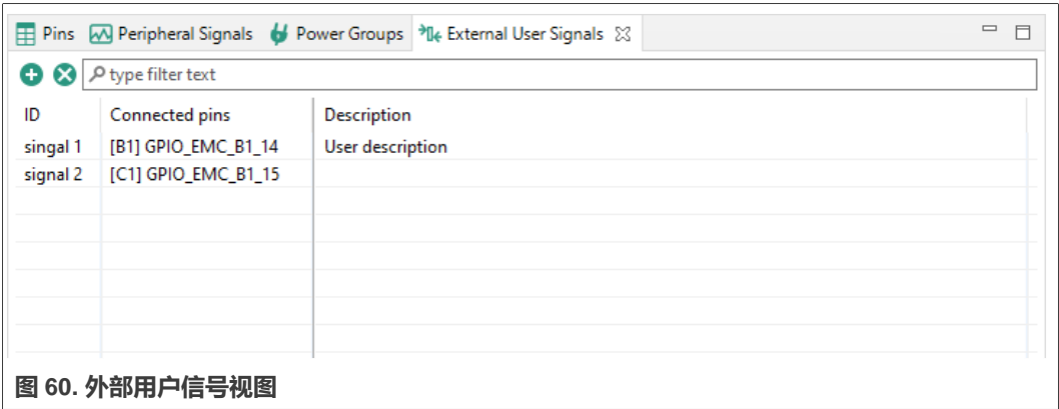 Pins Peripheral Signals Power Groups External User Signals
type filter text
ID Connected pins Description
singal 1 [B1] GPIO_EMC_B1_14 User description
signal 2 [C1] GPIO_EMC_B1_15
图 60. 外部用户信号视图